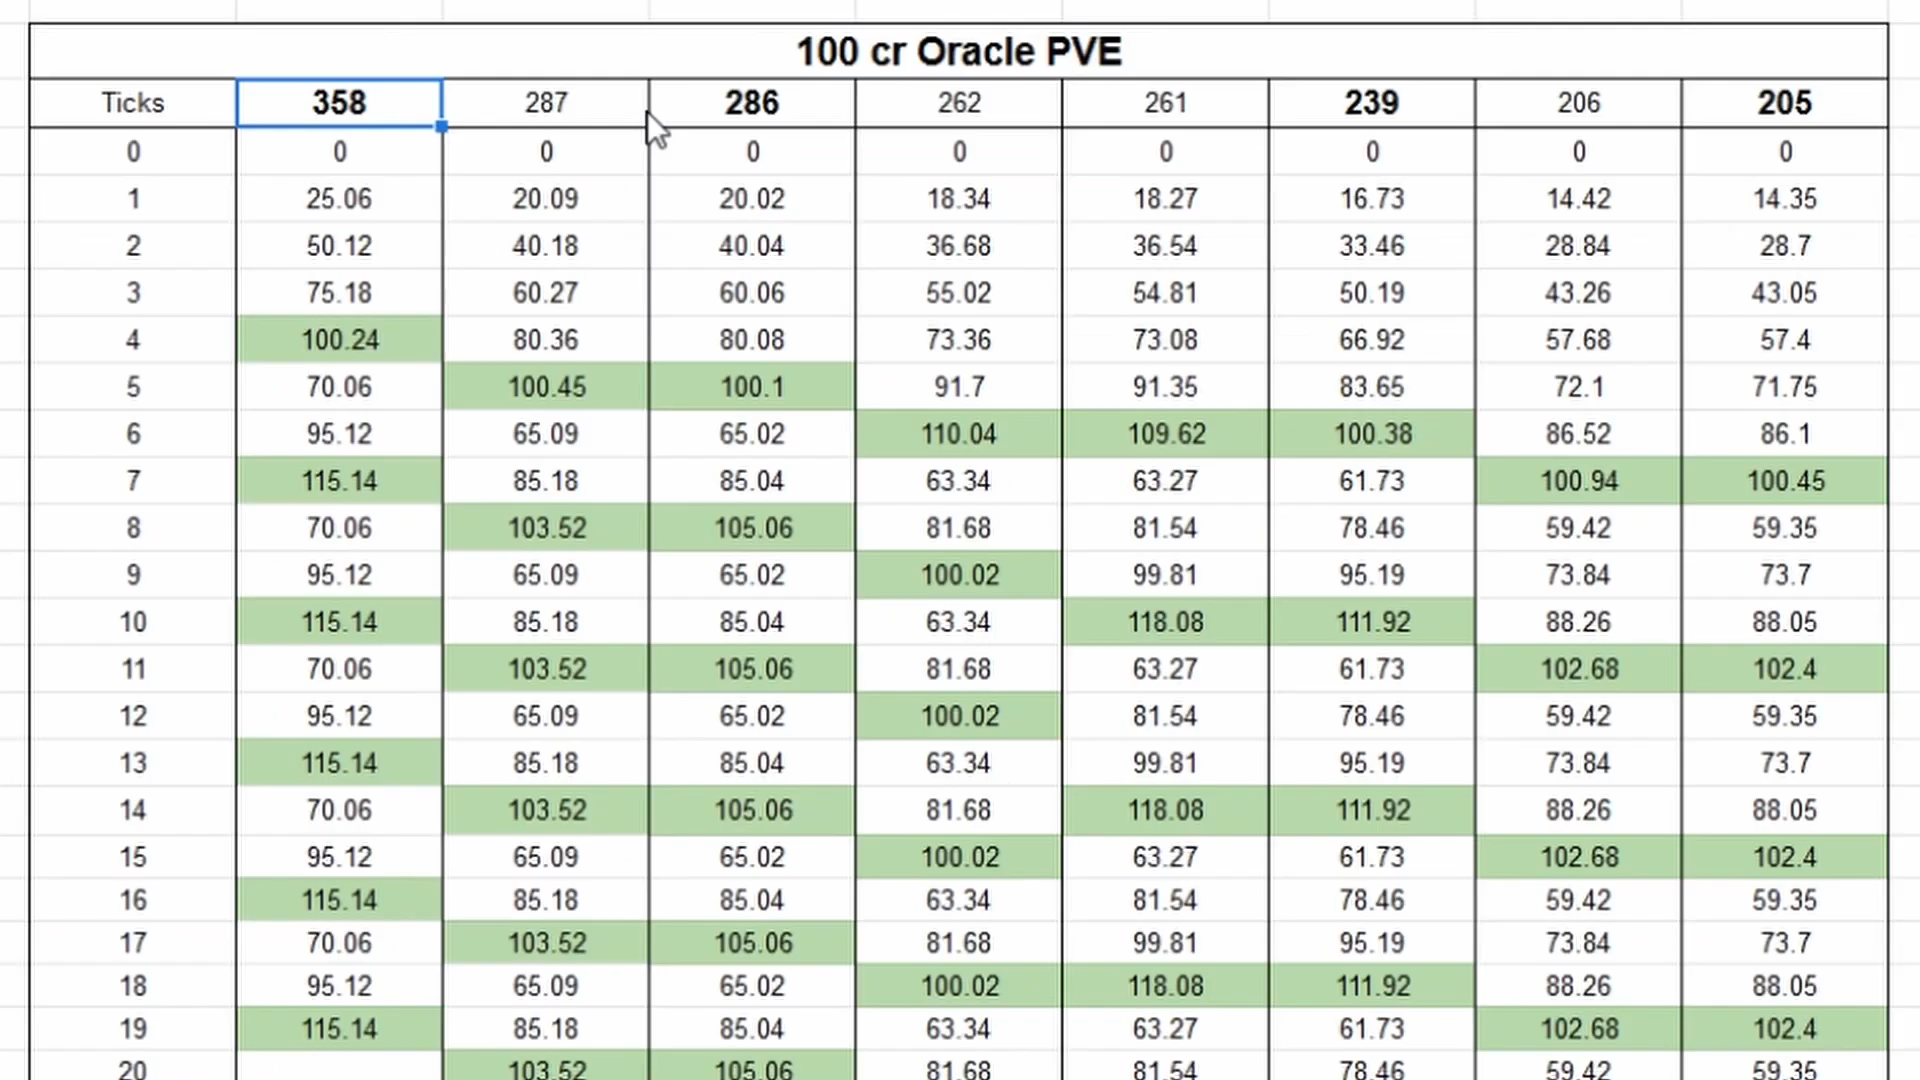 100 cr Oracle PVE
Ticks 358 287 286 262 261 239 206 205
0 0 0 0 0 0 0 0 0
1 25.06 20.09 20.02 18.34 18.27 16.73 14.42 14.35
2 50.12 40.18 40.04 36.68 36.54 33.46 28.84 28.7
3 75.18 60.27 60.06 55.02 54.81 50.19 43.26 43.05
4 100.24 80.36 80.08 73.36 73.08 66.92 57.68 57.4
5 70.06 100.45 100.1 91.7 91.35 83.65 72.1 71.75
6 95.12 65.09 65.02 110.04 109.62 100.38 86.52 86.1
7 115.14 85.18 85.04 63.34 63.27 61.73 100.94 100.45
8 70.06 103.52 105.06 81.68 81.54 78.46 59.42 59.35
9 95.12 65.09 65.02 100.02 99.81 95.19 73.84 73.7
10 115.14 85.18 85.04 63.34 118.08 111.92 88.26 88.05
11 70.06 103.52 105.06 81.68 63.27 61.73 102.68 102.4
12 95.12 65.09 65.02 100.02 81.54 78.46 59.42 59.35
13 115.14 85.18 85.04 63.34 99.81 95.19 73.84 73.7
14 70.06 103.52 105.06 81.68 118.08 111.92 88.26 88.05
15 95.12 65.09 65.02 100.02 63.27 61.73 102.68 102.4
16 115.14 85.18 85.04 63.34 81.54 78.46 59.42 59.35
17 70.06 103.52 105.06 81.68 99.81 95.19 73.84 73.7
18 95.12 65.09 65.02 100.02 118.08 111.92 88.26 88.05
19 115.14 85.18 85.04 63.34 63.27 61.73 102.68 102.4
20 103.52 105.06 81.68 81.54 78.46 59.42 59.35